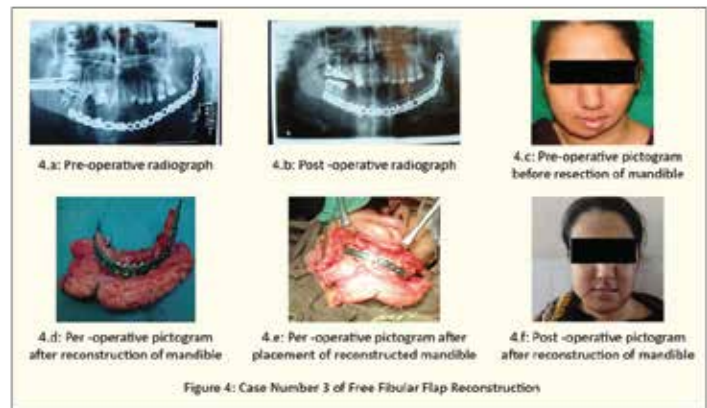 4.a: Pre-operative radiograph
4.b: Post -operative radiograph
4.c: Pre-operative pictogram
before resection of mandible
4.d: Per -operative pictogram
after reconstruction of mandible
4.e: Per -operative pictogram after
placement of reconstructed mandible
4.f: Post -operative pictogram
after reconstruction of mandible
Figure 4: Case Number 3 of Free Fibular Flap Reconstruction